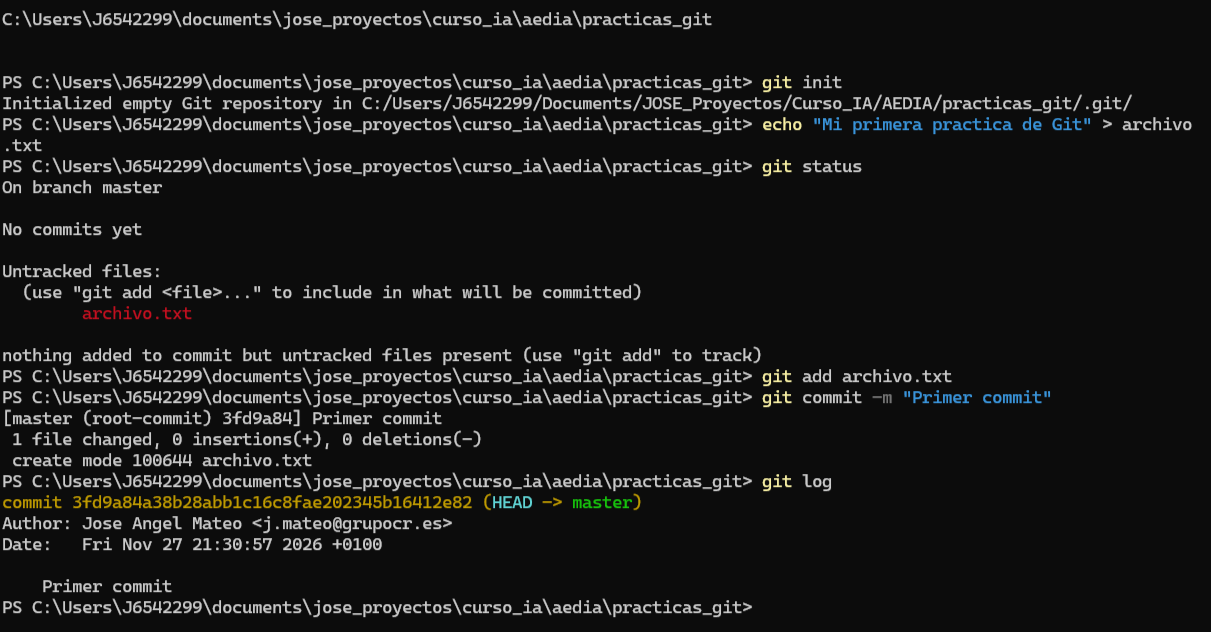 C:\Users\J6542299\documents\jose_proyectos\curso_ia\aedia\practicas_git
PS C:\Users\J6542299\documents\jose_proyectos\curso_ia\aedia\practicas_git> git init
Initialized empty Git repository in C:/Users/J6542299/Documents/JOSE_Proyectos/Curso_IA/AEDIA/practicas_git/.git/
PS C:\Users\J6542299\documents\jose_proyectos\curso_ia\aedia\practicas_git> echo "Mi primera practica de Git" > archivo
.txt
PS C:\Users\J6542299\documents\jose_proyectos\curso_ia\aedia\practicas_git> git status
On branch master
No commits yet
Untracked files:
  (use "git add <file>..." to include in what will be committed)
        archivo.txt
nothing added to commit but untracked files present (use "git add" to track)
PS C:\Users\J6542299\documents\jose_proyectos\curso_ia\aedia\practicas_git> git add archivo.txt
PS C:\Users\J6542299\documents\jose_proyectos\curso_ia\aedia\practicas_git> git commit -m "Primer commit"
[master (root-commit) 3fd9a84] Primer commit
 1 file changed, 0 insertions(+), 0 deletions(-)
 create mode 100644 archivo.txt
PS C:\Users\J6542299\documents\jose_proyectos\curso_ia\aedia\practicas_git> git log
commit 3fd9a84a38b28abb1c16c8fae202345b16412e82 (HEAD -> master)
Author: Jose Angel Mateo <j.mateo@grupocr.es>
Date:   Fri Nov 27 21:30:57 2026 +0100
    Primer commit
PS C:\Users\J6542299\documents\jose_proyectos\curso_ia\aedia\practicas_git>